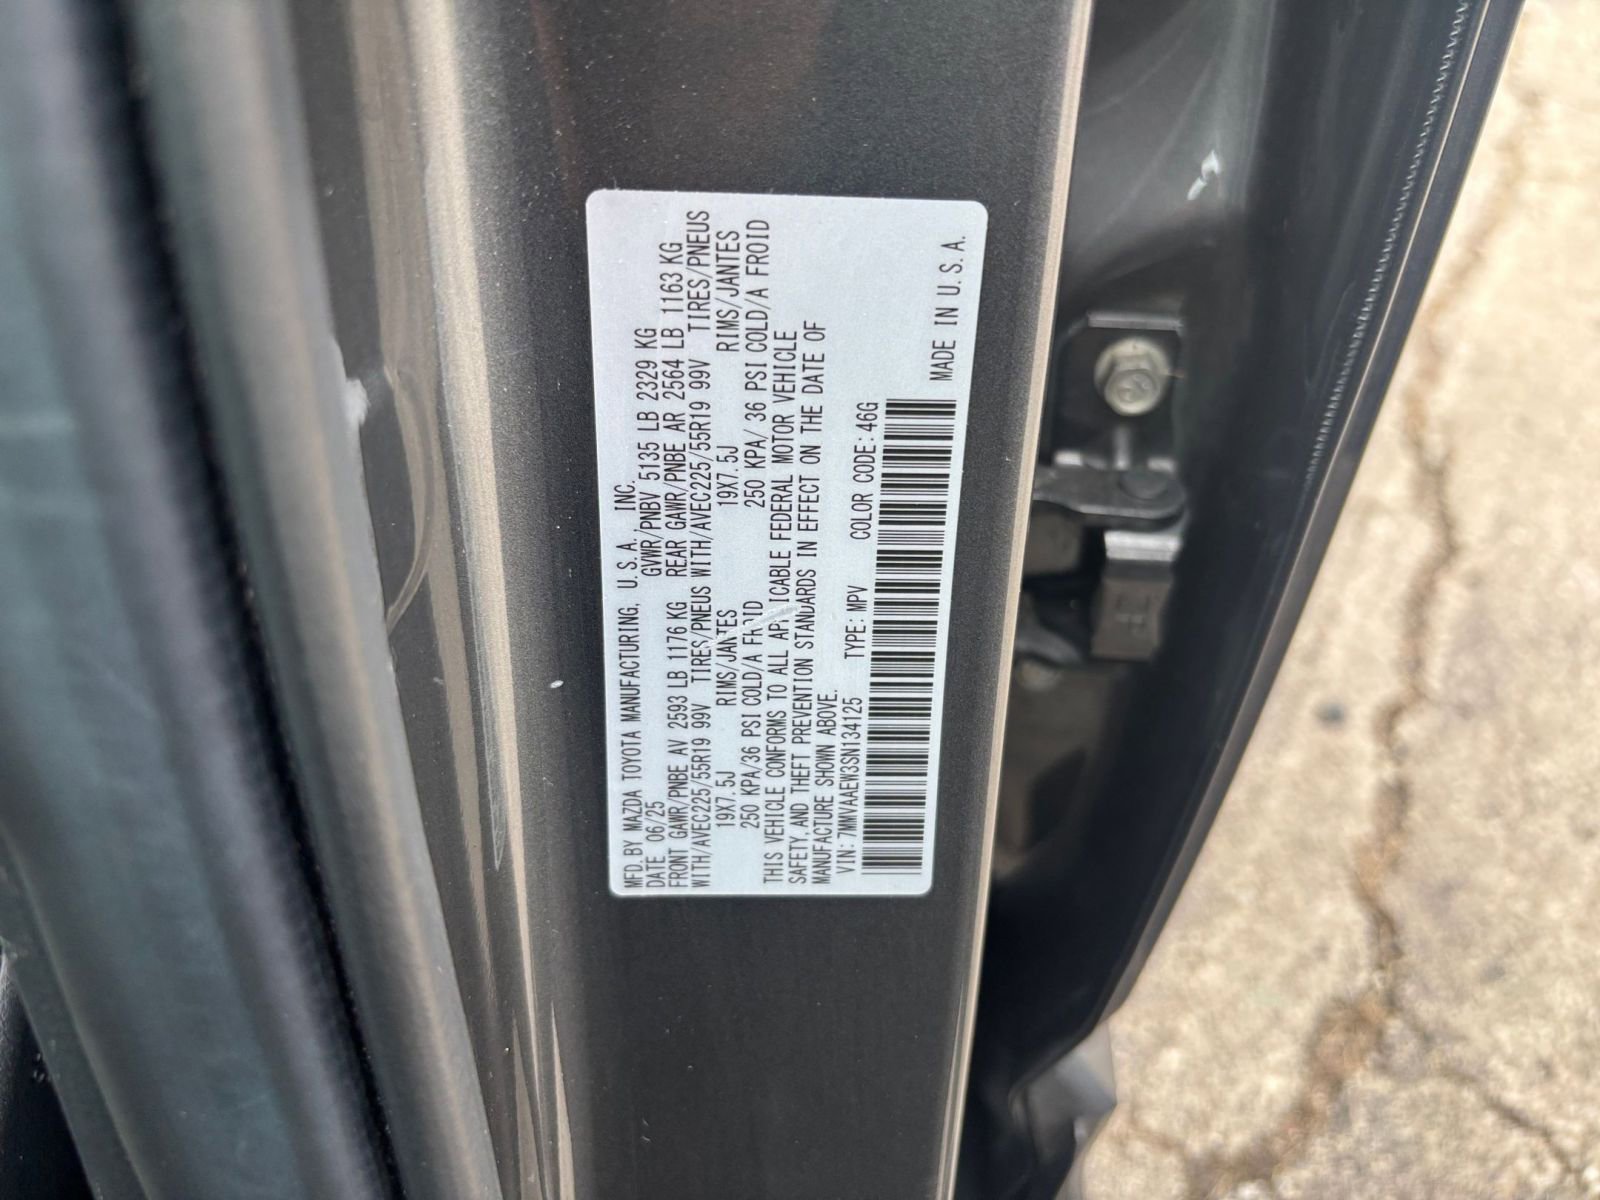 MFD.BY MAZDA TOYOTA MANUFACTURING, U.S.A. INC.
DATE 06/25 GVWR/PNBV 5135 LB 2329 KG
FRONT GAWR/PNBE AV 2593 LB 1176 KG REAR GAWR/PNBE AR 2564 LB 1163 KG
WITH/AVEC225/55R19 99V TIRES/PNEUS WITH/AVEC225/55R19 99V TIRES/PNEUS
19X7.5J RIMS/JANTES 19X7.5J RIMS/JANTES
250 KPA/36 PSI COLD/A FROID 250 KPA/ 36 PSI COLD/A FROID
THIS VEHICLE CONFORMS TO ALL APPLICABLE FEDERAL MOTOR VEHICLE
SAFETY, AND THEFT PREVENTION STANDARDS IN EFFECT ON THE DATE OF
MANUFACTURE SHOWN ABOVE.
VIN: 7MMVAAEW3SN134125 TYPE: MPV COLOR CODE: 46G
MADE IN U.S.A.